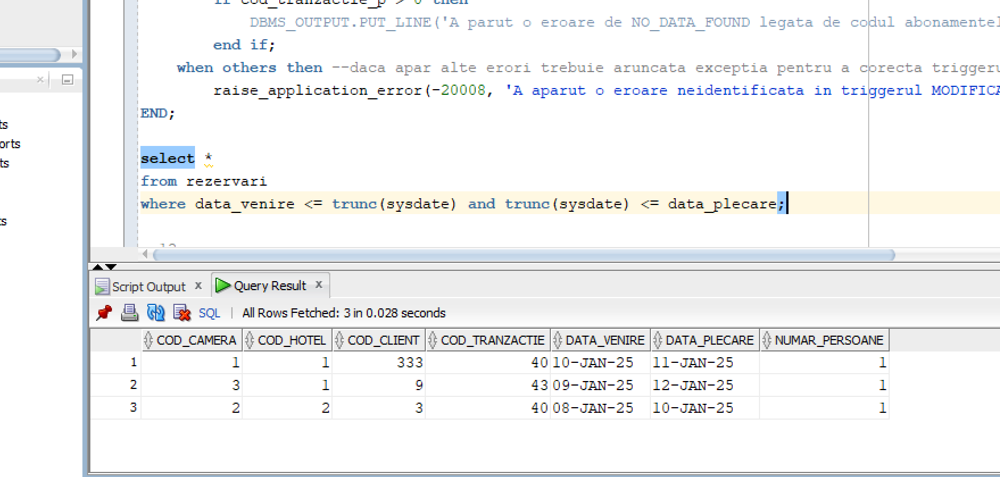 if cod_tranzactie_p > 0 then
DBMS_OUTPUT.PUT_LINE('A parut o eroare de NO_DATA_FOUND legata de codul
end if;
when others then --daca apar alte erori trebuie aruncata exceptia pentru a corecta
raise_application_error(-20008, 'A aparut o eroare neidentificata in triggerul
END;
ts
orts
ts
select *
from rezervari
where data_venire <= trunc(sysdate) and trunc(sysdate) <= data_plecare;
ts
Script Output x Query Result x
SQL | All Rows Fetched: 3 in 0.028 seconds
COD_CAMERA COD_HOTEL COD_CLIENT COD_TRANZACTIE DATA_VENIRE DATA_PLECARE NUMAR_PERSOANE
1 1 1 333 40 10-JAN-25 11-JAN-25 1
2 3 1 9 43 09-JAN-25 12-JAN-25 1
3 2 2 3 40 08-JAN-25 10-JAN-25 1